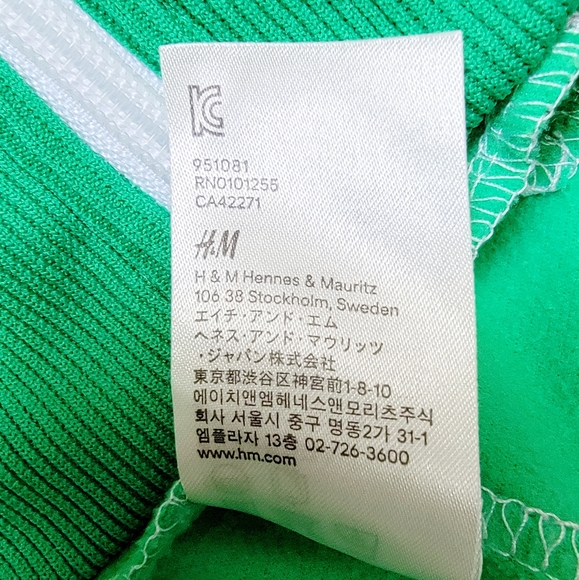 951081
RN0101255
CA42271
H&M
H & M Hennes & Mauritz
106 38 Stockholm, Sweden
エイチ・アンド・エム
ヘネス・アンド・マウリッツ
・ジャパン株式会社
東京都渋谷区神宮前1-8-10
에이치앤엠헤네스앤모리츠주식
회사 서울시 중구 명동2가 31-1
엠플라자 13층 02-726-3600
www.hm.com